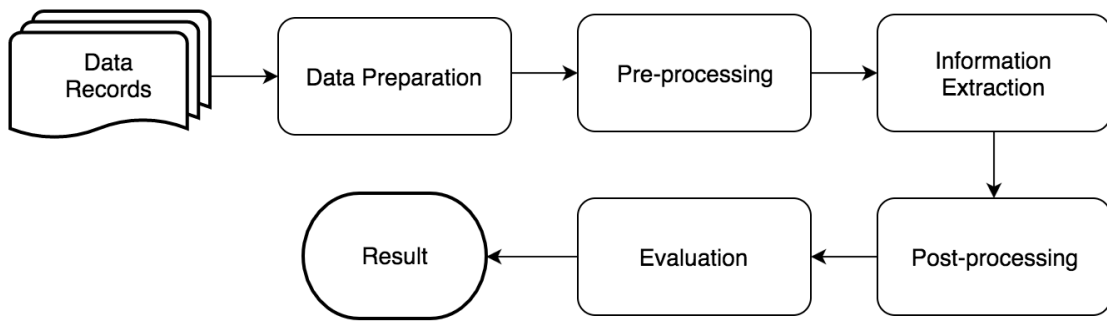 Data
Records
Data Preparation
Pre-processing
Information
Extraction
Post-processing
Evaluation
Result